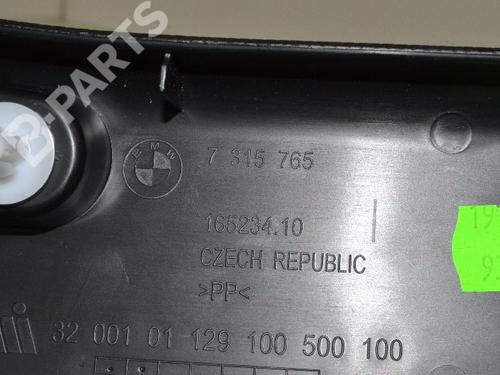 B-PARTS
BMW
7 315 765
165234.10
CZECH REPUBLIC
>PP<
32 001 01 129 100 500 100